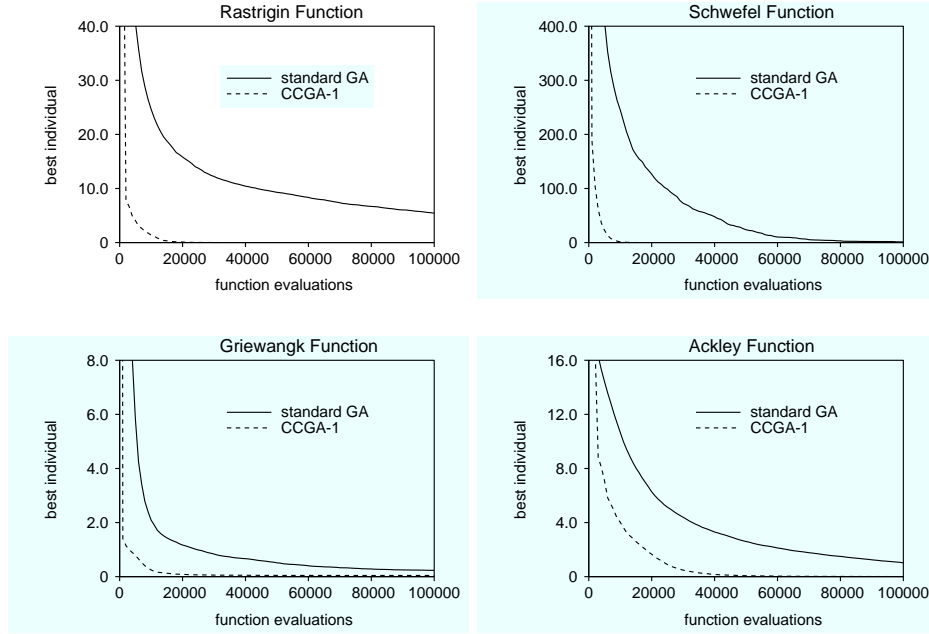 Rastrigin Function
40.0
30.0
20.0
10.0
0
best individual
standard GA
CCGA-1
0 20000 40000 60000 80000 100000
function evaluations
Schwefel Function
400.0
300.0
200.0
100.0
0
best individual
standard GA
CCGA-1
0 20000 40000 60000 80000 100000
function evaluations
Griewangk Function
8.0
6.0
4.0
2.0
0
best individual
standard GA
CCGA-1
0 20000 40000 60000 80000 100000
function evaluations
Ackley Function
16.0
12.0
8.0
4.0
0
best individual
standard GA
CCGA-1
0 20000 40000 60000 80000 100000
function evaluations